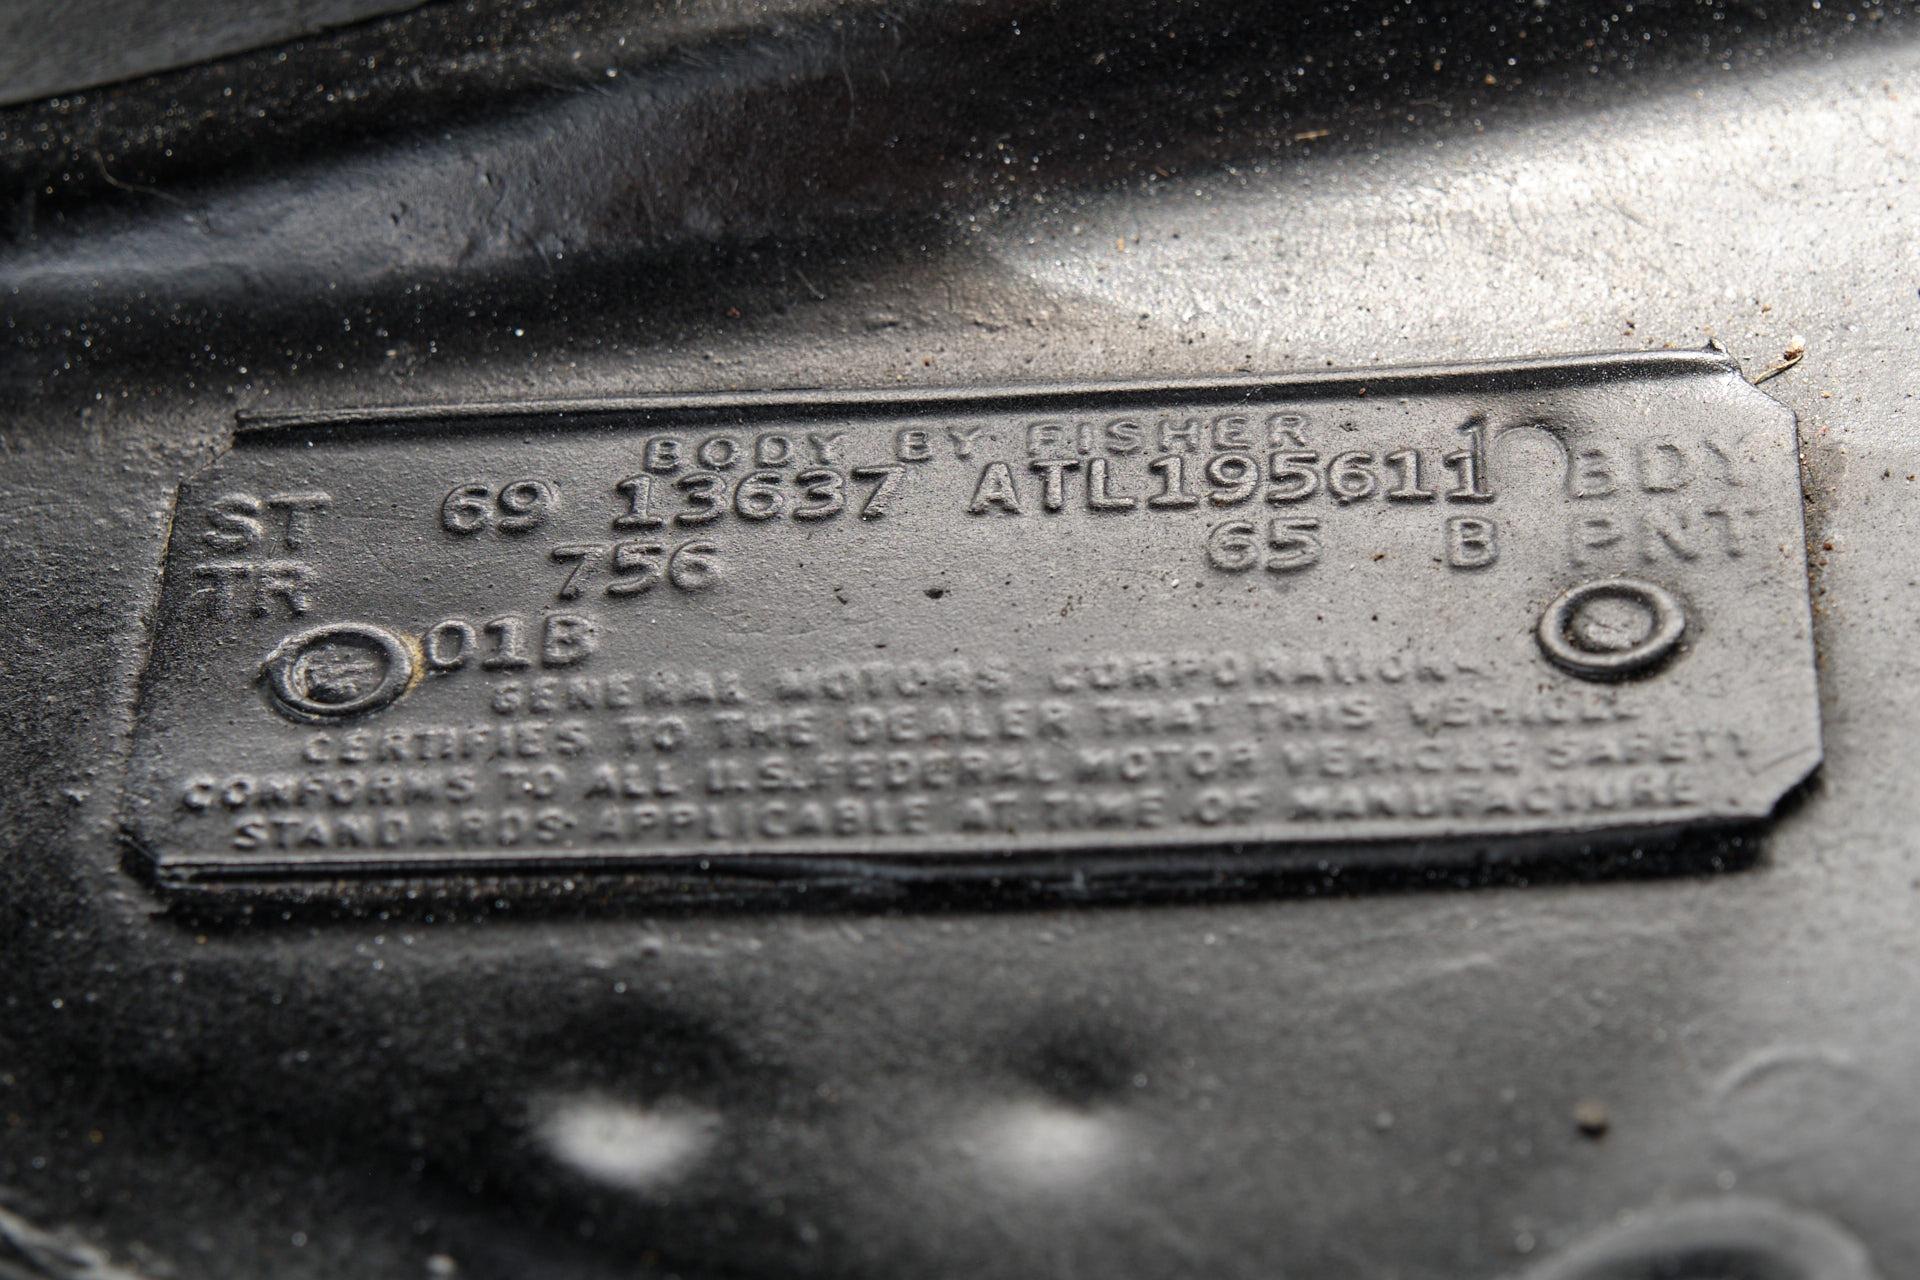 BODY BY FISHER 1
ST 69 13637 ATL195611 BDY
TR 756 65 B PNT
01B
GENERAL MOTORS CORPORATION
CERTIFIES TO THE DEALER THAT THIS VEHICLE
CONFORMS TO ALL U.S. FEDERAL MOTOR VEHICLE SAFETY
STANDARDS APPLICABLE AT TIME OF MANUFACTURE